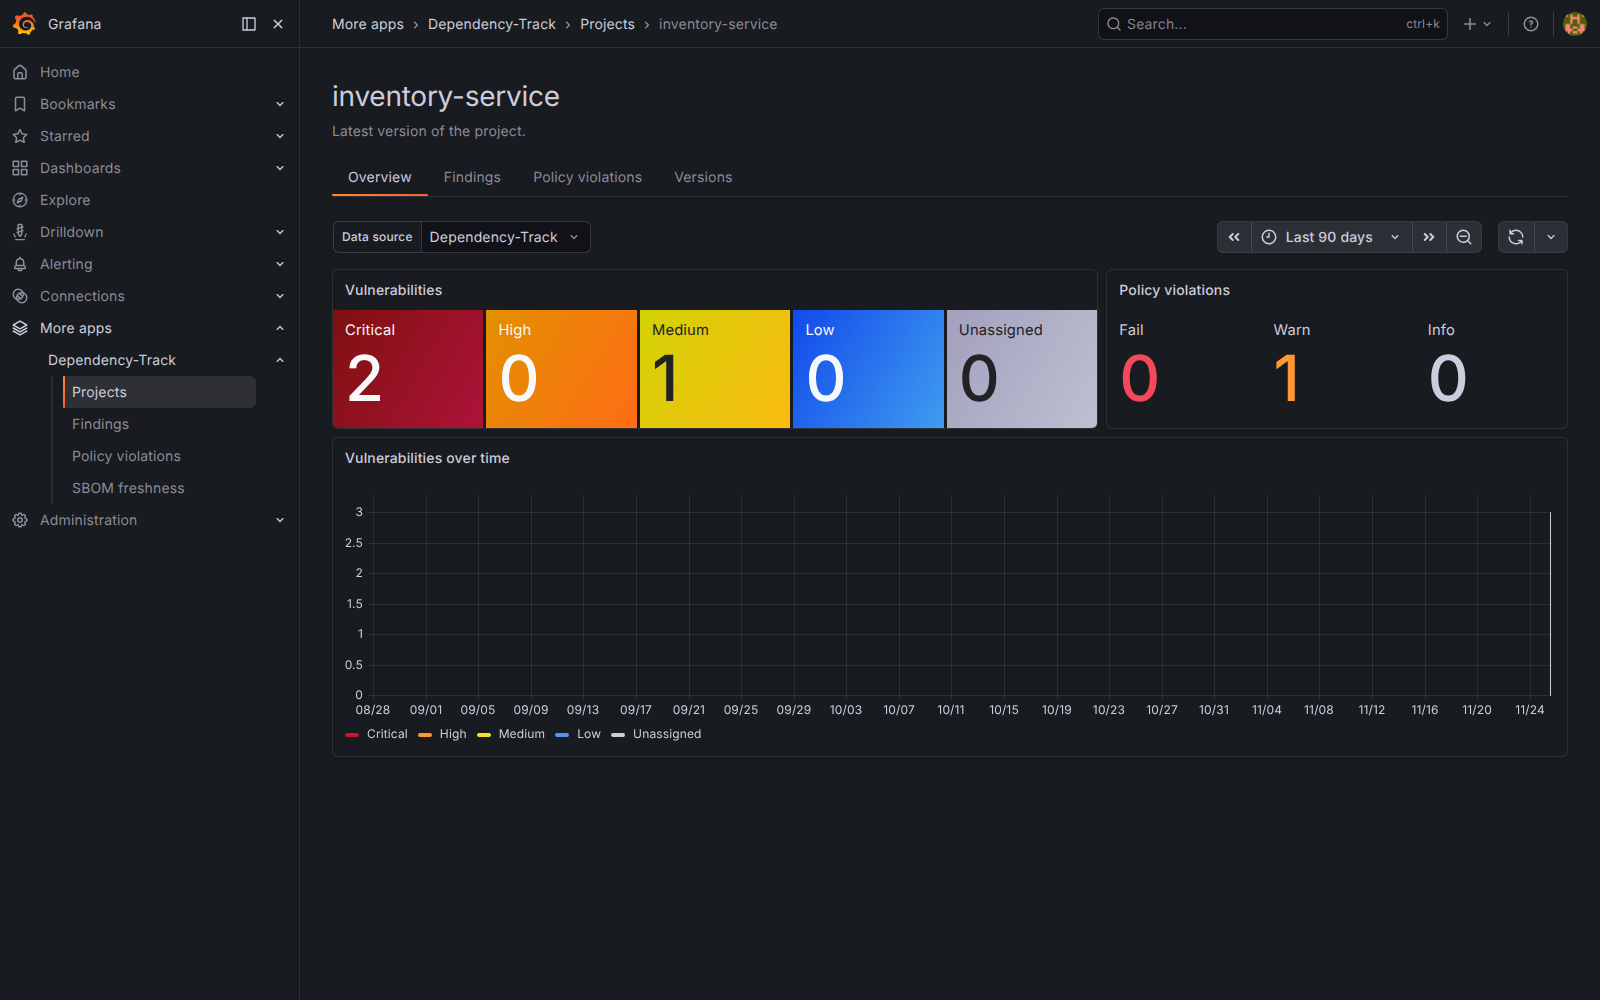 Grafana
More apps › Dependency-Track › Projects › inventory-service
Search...
ctrl+k
Home
Bookmarks
Starred
Dashboards
Explore
Drilldown
Alerting
Connections
More apps
Dependency-Track
Projects
Findings
Policy violations
SBOM freshness
Administration
inventory-service
Latest version of the project.
Overview
Findings
Policy violations
Versions
Data source
Dependency-Track
Last 90 days
Vulnerabilities
Critical
2
High
0
Medium
1
Low
0
Unassigned
0
Policy violations
Fail
0
Warn
1
Info
0
Vulnerabilities over time
3
2.5
2
1.5
1
0.5
0
08/28 09/01 09/05 09/09 09/13 09/17 09/21 09/25 09/29 10/03 10/07 10/11 10/15 10/19 10/23 10/27 10/31 11/04 11/08 11/12 11/16 11/20 11/24
Critical High Medium Low Unassigned